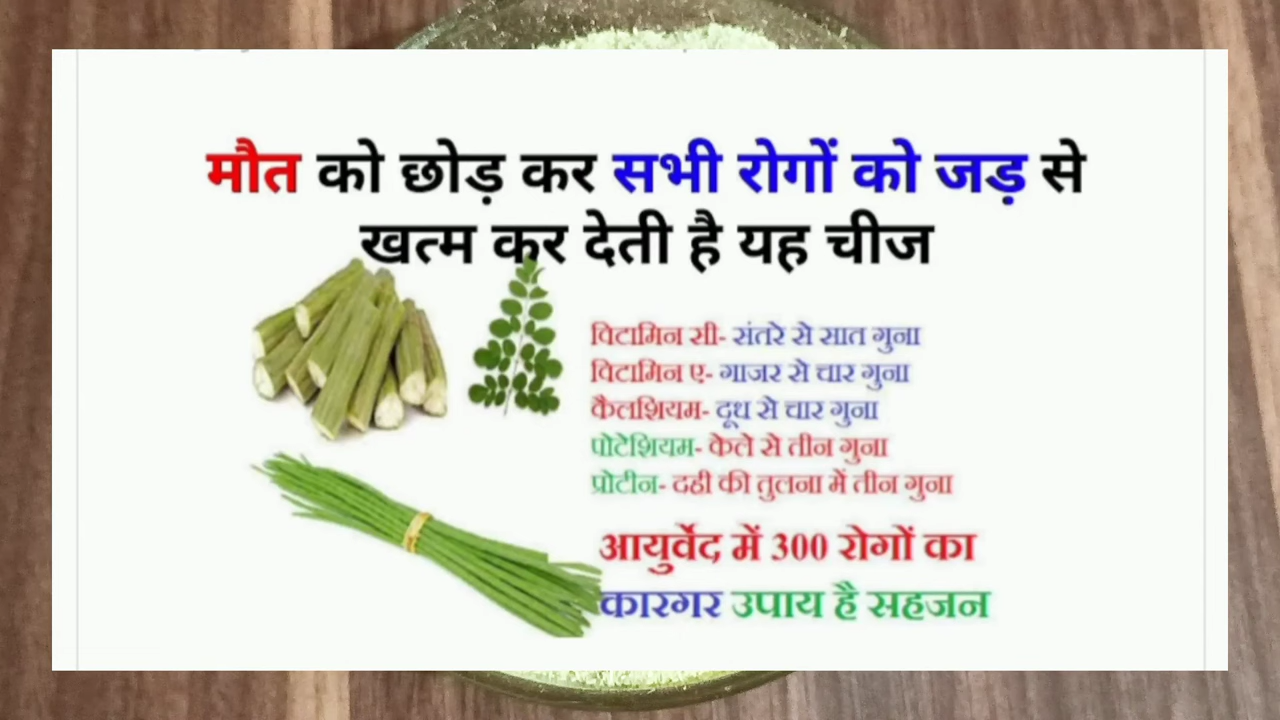 मौत को छोड़ कर सभी रोगों को जड़ से
खत्म कर देती है यह चीज
विटामिन सी- संतरे से सात गुना
विटामिन ए- गाजर से चार गुना
कैलशियम- दूध से चार गुना
पोटेशियम- केले से तीन गुना
प्रोटीन- दही की तुलना में तीन गुना
आयुर्वेद में 300 रोगों का
कारगर उपाय है सहजन